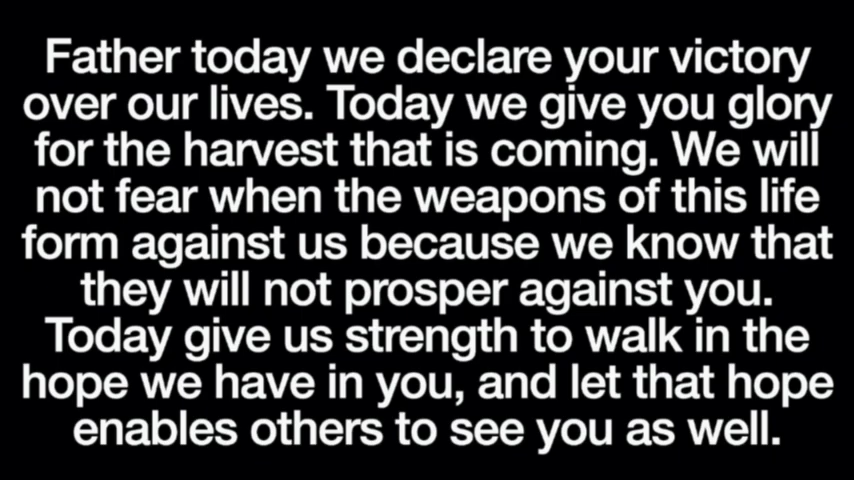 Father today we declare your victory
over our lives. Today we give you glory
for the harvest that is coming. We will
not fear when the weapons of this life
form against us because we know that
they will not prosper against you.
Today give us strength to walk in the
hope we have in you, and let that hope
enables others to see you as well.